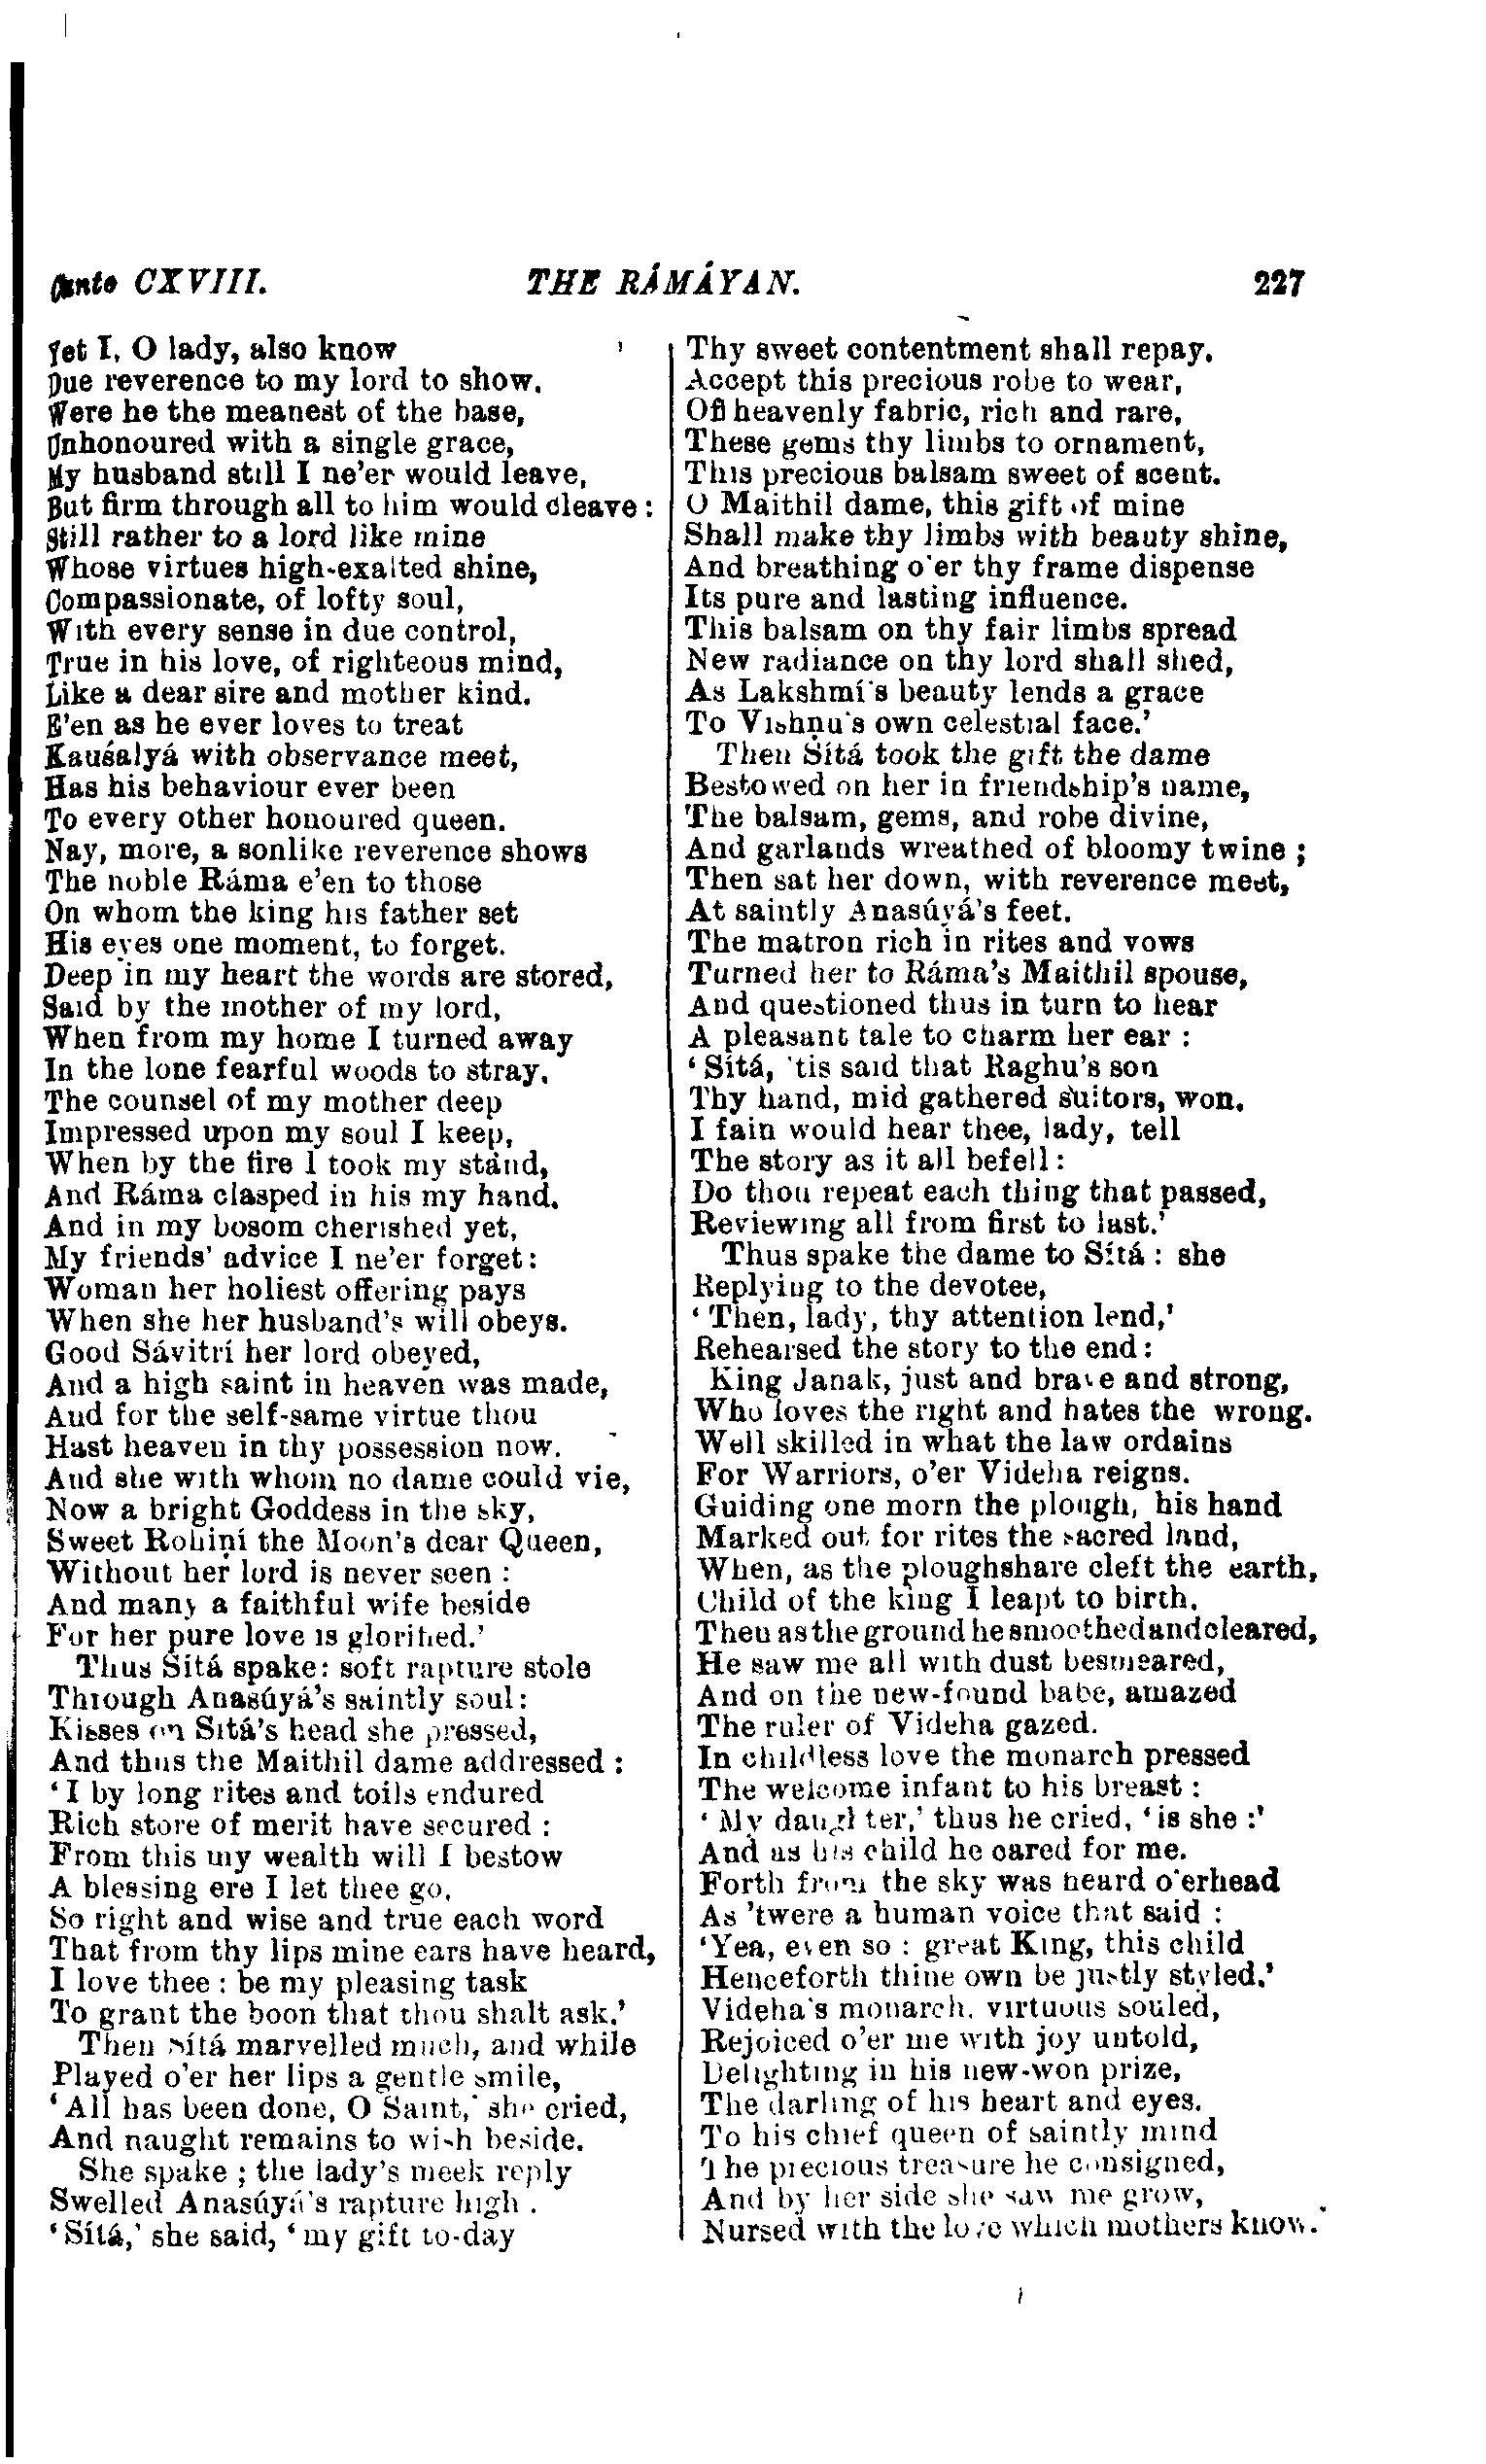 Canto CXVIII. THE RÁMÁYAN. 227
Yet I, O lady, also know
Due reverence to my lord to show.
Were he the meanest of the base,
Unhonoured with a single grace,
My husband still I ne'er would leave,
But firm through all to him would cleave:
Still rather to a lord like mine
Whose virtues high-exalted shine,
Compassionate, of lofty soul,
With every sense in due control,
True in his love, of righteous mind,
Like a dear sire and mother kind.
E'en as he ever loves to treat
Kauśalyá with observance meet,
Has his behaviour ever been
To every other honoured queen.
Nay, more, a sonlike reverence shows
The noble Ráma e'en to those
On whom the king his father set
His eyes one moment, to forget.
Deep in my heart the words are stored,
Said by the mother of my lord,
When from my home I turned away
In the lone fearful woods to stray.
The counsel of my mother deep
Impressed upon my soul I keep,
When by the fire I took my stand,
And Ráma clasped in his my hand.
And in my bosom cherished yet,
My friends' advice I ne'er forget:
Woman her holiest offering pays
When she her husband's will obeys.
Good Sávitrí her lord obeyed,
And a high saint in heaven was made,
And for the self-same virtue thou
Hast heaven in thy possession now.
And she with whom no dame could vie,
Now a bright Goddess in the sky,
Sweet Rohiṇí the Moon's dear Queen,
Without her lord is never seen:
And many a faithful wife beside
For her pure love is glorified.'
Thus Sítá spake: soft rapture stole
Through Anasúyá's saintly soul:
Kisses on Sítá's head she pressed,
And thus the Maithil dame addressed:
'I by long rites and toils endured
Rich store of merit have secured:
From this my wealth will I bestow
A blessing ere I let thee go.
So right and wise and true each word
That from thy lips mine ears have heard,
I love thee: be my pleasing task
To grant the boon that thou shalt ask.'
Then Sítá marvelled much, and while
Played o'er her lips a gentle smile,
'All has been done, O Saint,' she cried,
And naught remains to wish beside.
She spake; the lady's meek reply
Swelled Anasúyá's rapture high.
'Sítá,' she said, 'my gift to-day
Thy sweet contentment shall repay.
Accept this precious robe to wear,
Of heavenly fabric, rich and rare,
These gems thy limbs to ornament,
This precious balsam sweet of scent.
O Maithil dame, this gift of mine
Shall make thy limbs with beauty shine,
And breathing o'er thy frame dispense
Its pure and lasting influence.
This balsam on thy fair limbs spread
New radiance on thy lord shall shed,
As Lakshmí's beauty lends a grace
To Vishṇu's own celestial face.'
Then Sítá took the gift the dame
Bestowed on her in friendship's name,
The balsam, gems, and robe divine,
And garlands wreathed of bloomy twine;
Then sat her down, with reverence meet,
At saintly Anasúyá's feet.
The matron rich in rites and vows
Turned her to Ráma's Maithil spouse,
And questioned thus in turn to hear
A pleasant tale to charm her ear:
'Sítá, 'tis said that Raghu's son
Thy hand, mid gathered suitors, won.
I fain would hear thee, lady, tell
The story as it all befell:
Do thou repeat each thing that passed,
Reviewing all from first to last.'
Thus spake the dame to Sítá: she
Replying to the devotee,
'Then, lady, thy attention lend,'
Rehearsed the story to the end:
King Janak, just and brave and strong,
Who loves the right and hates the wrong.
Well skilled in what the law ordains
For Warriors, o'er Videha reigns.
Guiding one morn the plough, his hand
Marked out for rites the sacred land,
When, as the ploughshare cleft the earth,
Child of the king I leapt to birth.
Then as the ground he smoothed and cleared,
He saw me all with dust besmeared,
And on the new-found babe, amazed
The ruler of Videha gazed.
In childless love the monarch pressed
The welcome infant to his breast:
'My daughter,' thus he cried, 'is she:'
And as his child he cared for me.
Forth from the sky was heard o'erhead
As 'twere a human voice that said:
'Yea, even so: great King, this child
Henceforth thine own be justly styled.'
Videha's monarch, virtuous souled,
Rejoiced o'er me with joy untold,
Delighting in his new-won prize,
The darling of his heart and eyes.
To his chief queen of saintly mind
The precious treasure he consigned,
And by her side she saw me grow,
Nursed with the love which mothers know.